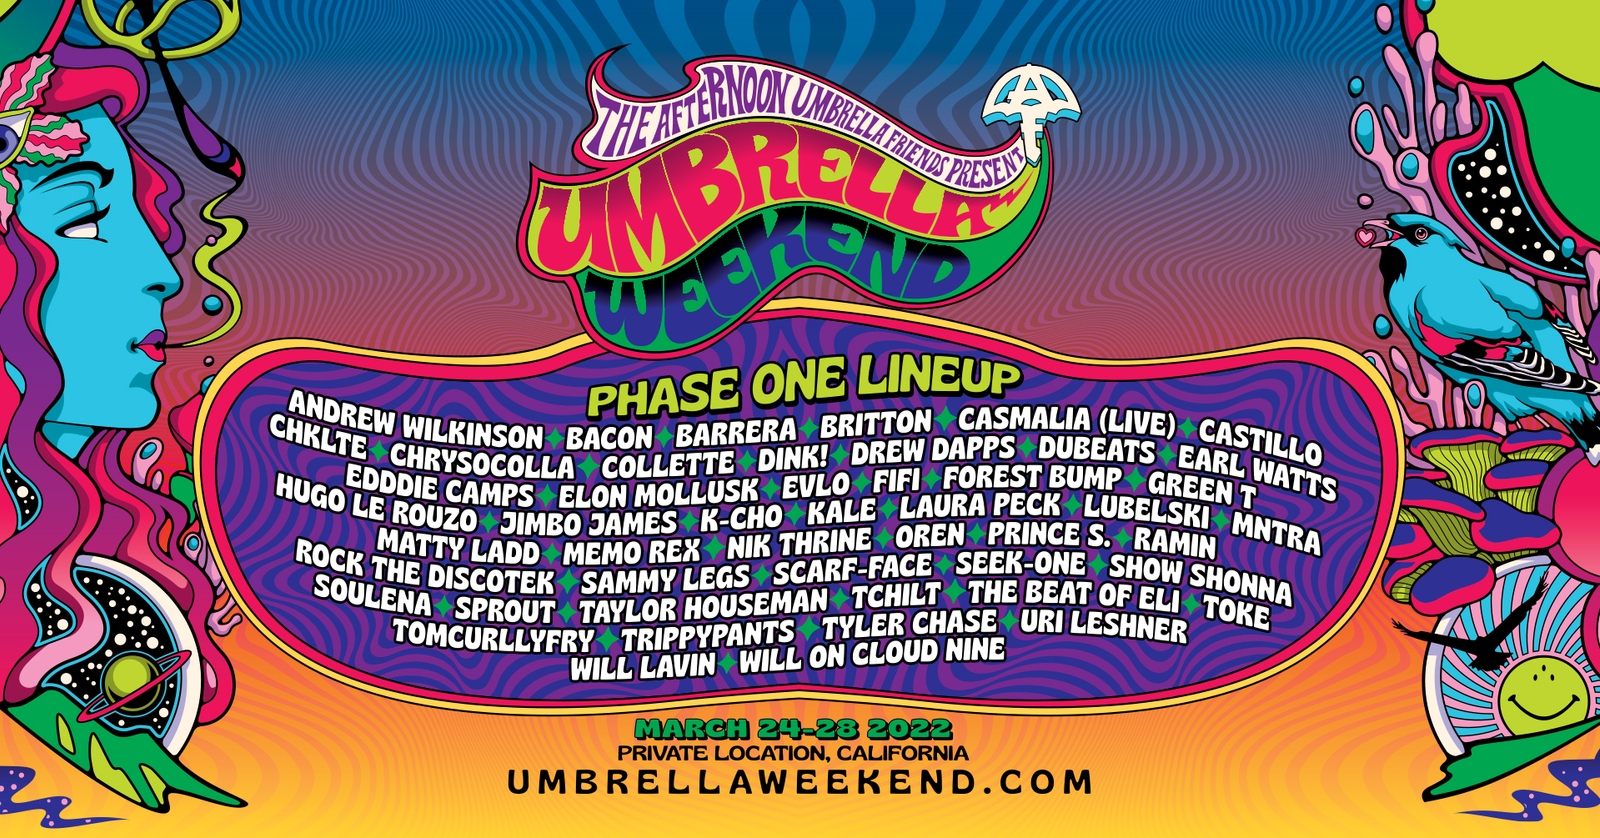 THE AFTERNOON UMBRELLA FRIENDS PRESENT
UMBRELLA
WEEKEND
PHASE ONE LINEUP
ANDREW WILKINSON ✦ BACON ✦ BARRERA ✦ BRITTON ✦ CASMALIA (LIVE) ✦ CASTILLO
CHKLTE ✦ CHRYSOCOLLA ✦ COLLETTE ✦ DINK! ✦ DREW DAPPS ✦ DUBEATS ✦ EARL WATTS
EDDDIE CAMPS ✦ ELON MOLLUSK ✦ EVLO ✦ FIFI ✦ FOREST BUMP ✦ GREEN T
HUGO LE ROUZO ✦ JIMBO JAMES ✦ K-CHO ✦ KALE ✦ LAURA PECK ✦ LUBELSKI ✦ MNTRA
MATTY LADD ✦ MEMO REX ✦ NIK THRINE ✦ OREN ✦ PRINCE S. ✦ RAMIN
ROCK THE DISCOTEK ✦ SAMMY LEGS ✦ SCARF-FACE ✦ SEEK-ONE ✦ SHOW SHONNA
SOULENA ✦ SPROUT ✦ TAYLOR HOUSEMAN ✦ TCHILT ✦ THE BEAT OF ELI ✦ TOKE
TOMCURLLYFRY ✦ TRIPPYPANTS ✦ TYLER CHASE ✦ URI LESHNER
WILL LAVIN ✦ WILL ON CLOUD NINE
MARCH 24-28 2022
PRIVATE LOCATION, CALIFORNIA
UMBRELLAWEEKEND.COM